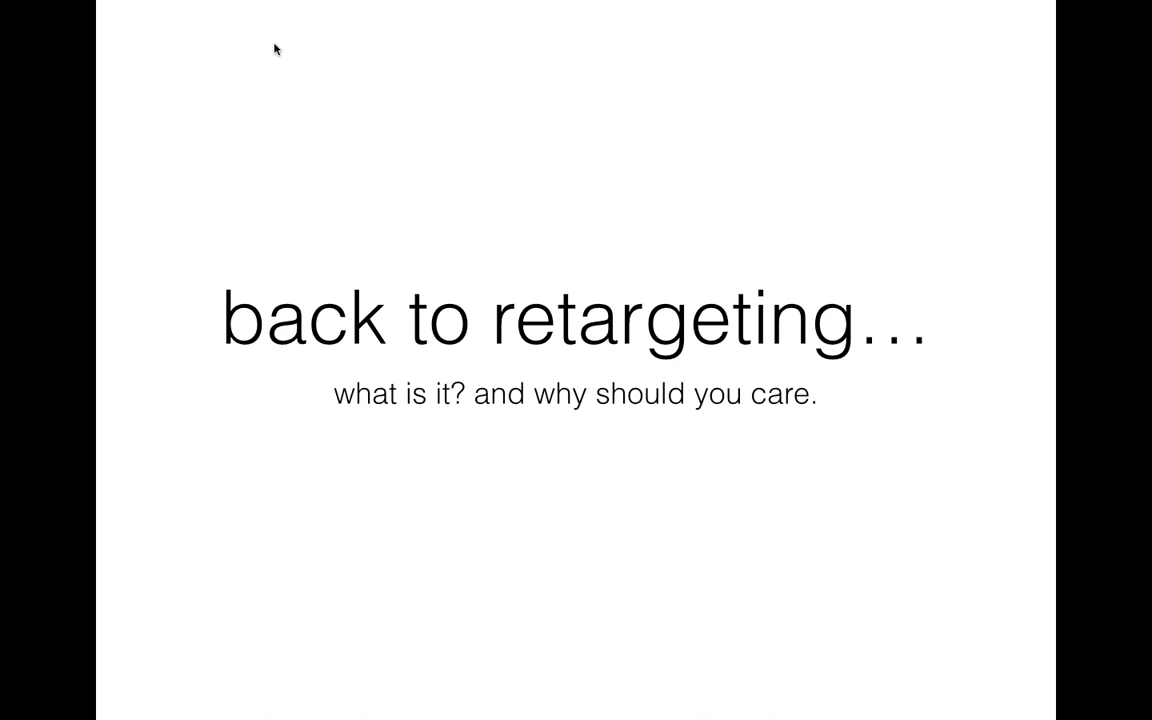 back to retargeting…
what is it? and why should you care.